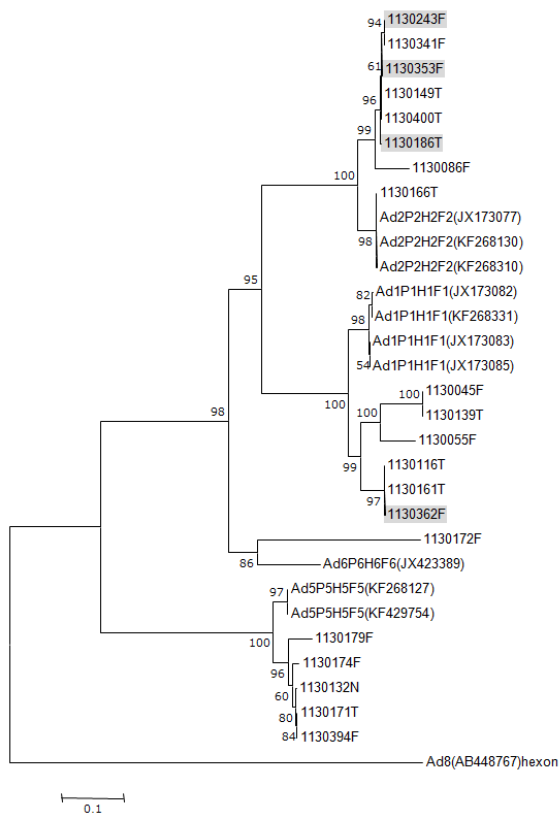 94 1130243F
1130341F
61 1130353F
1130149T
96 1130400T
99 1130186T
1130086F
100
1130166T
Ad2P2H2F2(JX173077)
98 Ad2P2H2F2(KF268130)
Ad2P2H2F2(KF268310)
95
82 Ad1P1H1F1(JX173082)
98 Ad1P1H1F1(KF268331)
Ad1P1H1F1(JX173083)
54 Ad1P1H1F1(JX173085)
100 1130045F
100
98 100 1130139T
1130055F
99 1130116T
1130161T
97 1130362F
1130172F
86 Ad6P6H6F6(JX423389)
97 Ad5P5H5F5(KF268127)
Ad5P5H5F5(KF429754)
100 1130179F
96 1130174F
60 1130132N
80 1130171T
84 1130394F
Ad8(AB448767)hexon
0.1